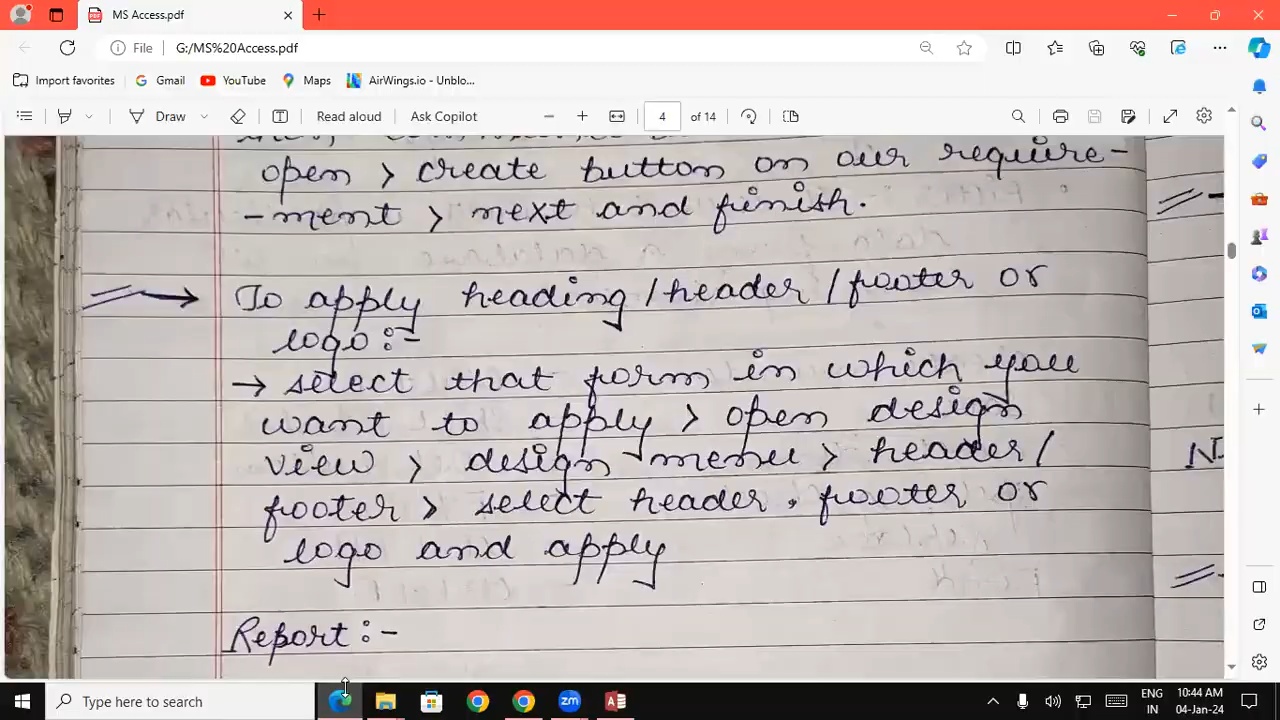 MS Access.pdf
File G:/MS%20Access.pdf
Import favorites Gmail YouTube Maps AirWings.io - Unblo...
Draw Read aloud Ask Copilot 4 of 14
open > create button on our require-
-ment > next and finish.
To apply heading/header/footer or
logo:-
→ select that form in which you
want to apply > open design
view > design menu > header/
footer > select header, footer or
logo and apply
Report:-
Type here to search
ENG
IN
10:44 AM
04-Jan-24